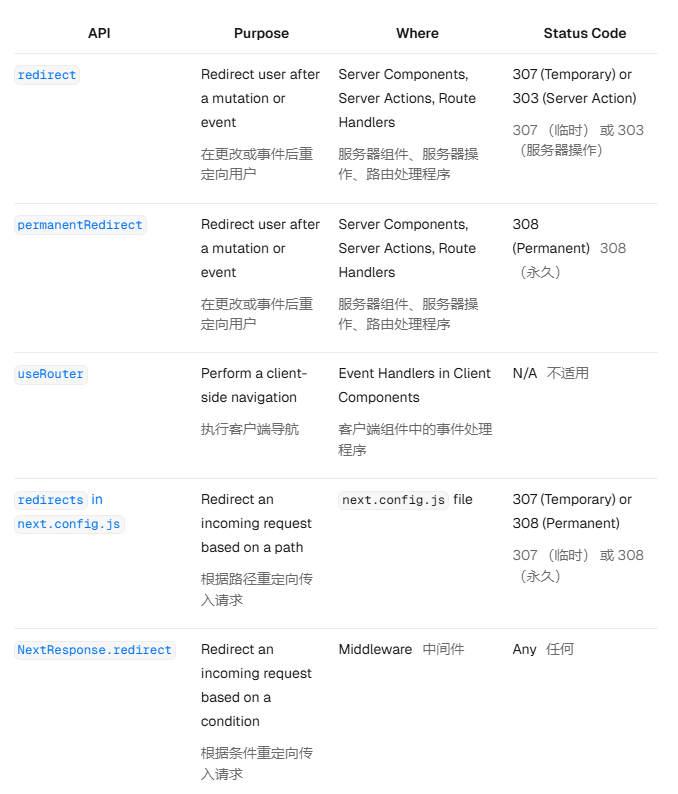 API Purpose Where Status Code
redirect
Redirect user after
a mutation or
event
在更改或事件后重
定向用户
Server Components,
Server Actions, Route
Handlers
服务器组件、服务器操
作、路由处理程序
307 (Temporary) or
303 (Server Action)
307 （临时） 或 303
（服务器操作）
permanentRedirect
Redirect user after
a mutation or
event
在更改或事件后重
定向用户
Server Components,
Server Actions, Route
Handlers
服务器组件、服务器操
作、路由处理程序
308
(Permanent) 308
（永久）
useRouter
Perform a client-
side navigation
执行客户端导航
Event Handlers in Client
Components
客户端组件中的事件处理
程序
N/A 不适用
redirects in
next.config.js
Redirect an
incoming request
based on a path
根据路径重定向传
入请求
next.config.js file
307 (Temporary) or
308 (Permanent)
307 （临时） 或 308
（永久）
NextResponse.redirect
Redirect an
incoming request
based on a
condition
根据条件重定向传
入请求
Middleware 中间件
Any 任何